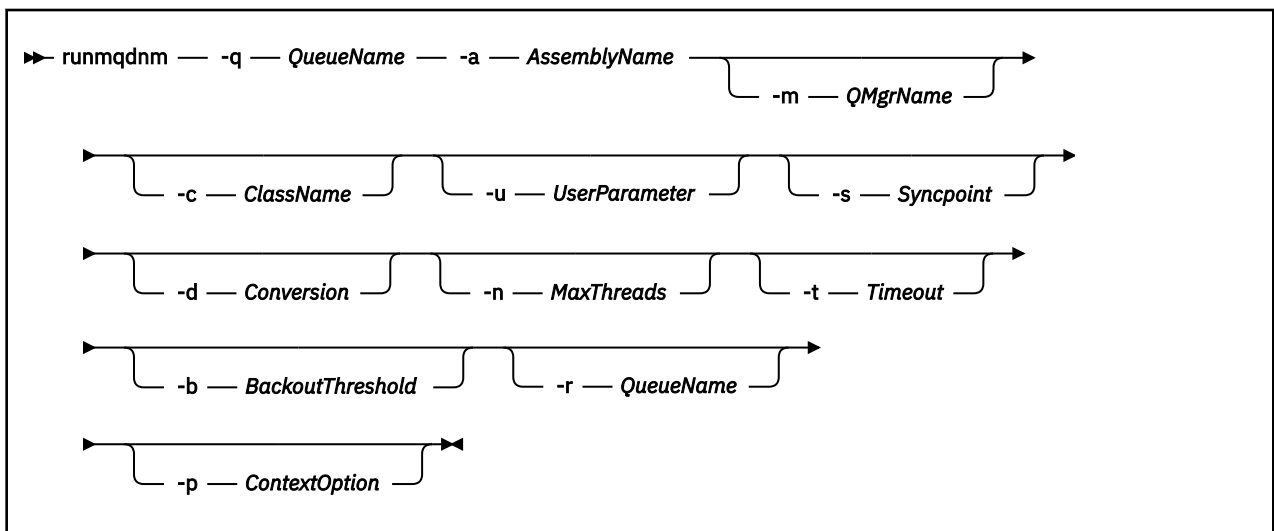 runmqdnm — -q — QueueName — -a — AssemblyName
-m — QMgrName
-c — ClassName -u — UserParameter -s — Syncpoint
-d — Conversion -n — MaxThreads -t — Timeout
-b — BackoutThreshold -r — QueueName
-p — ContextOption